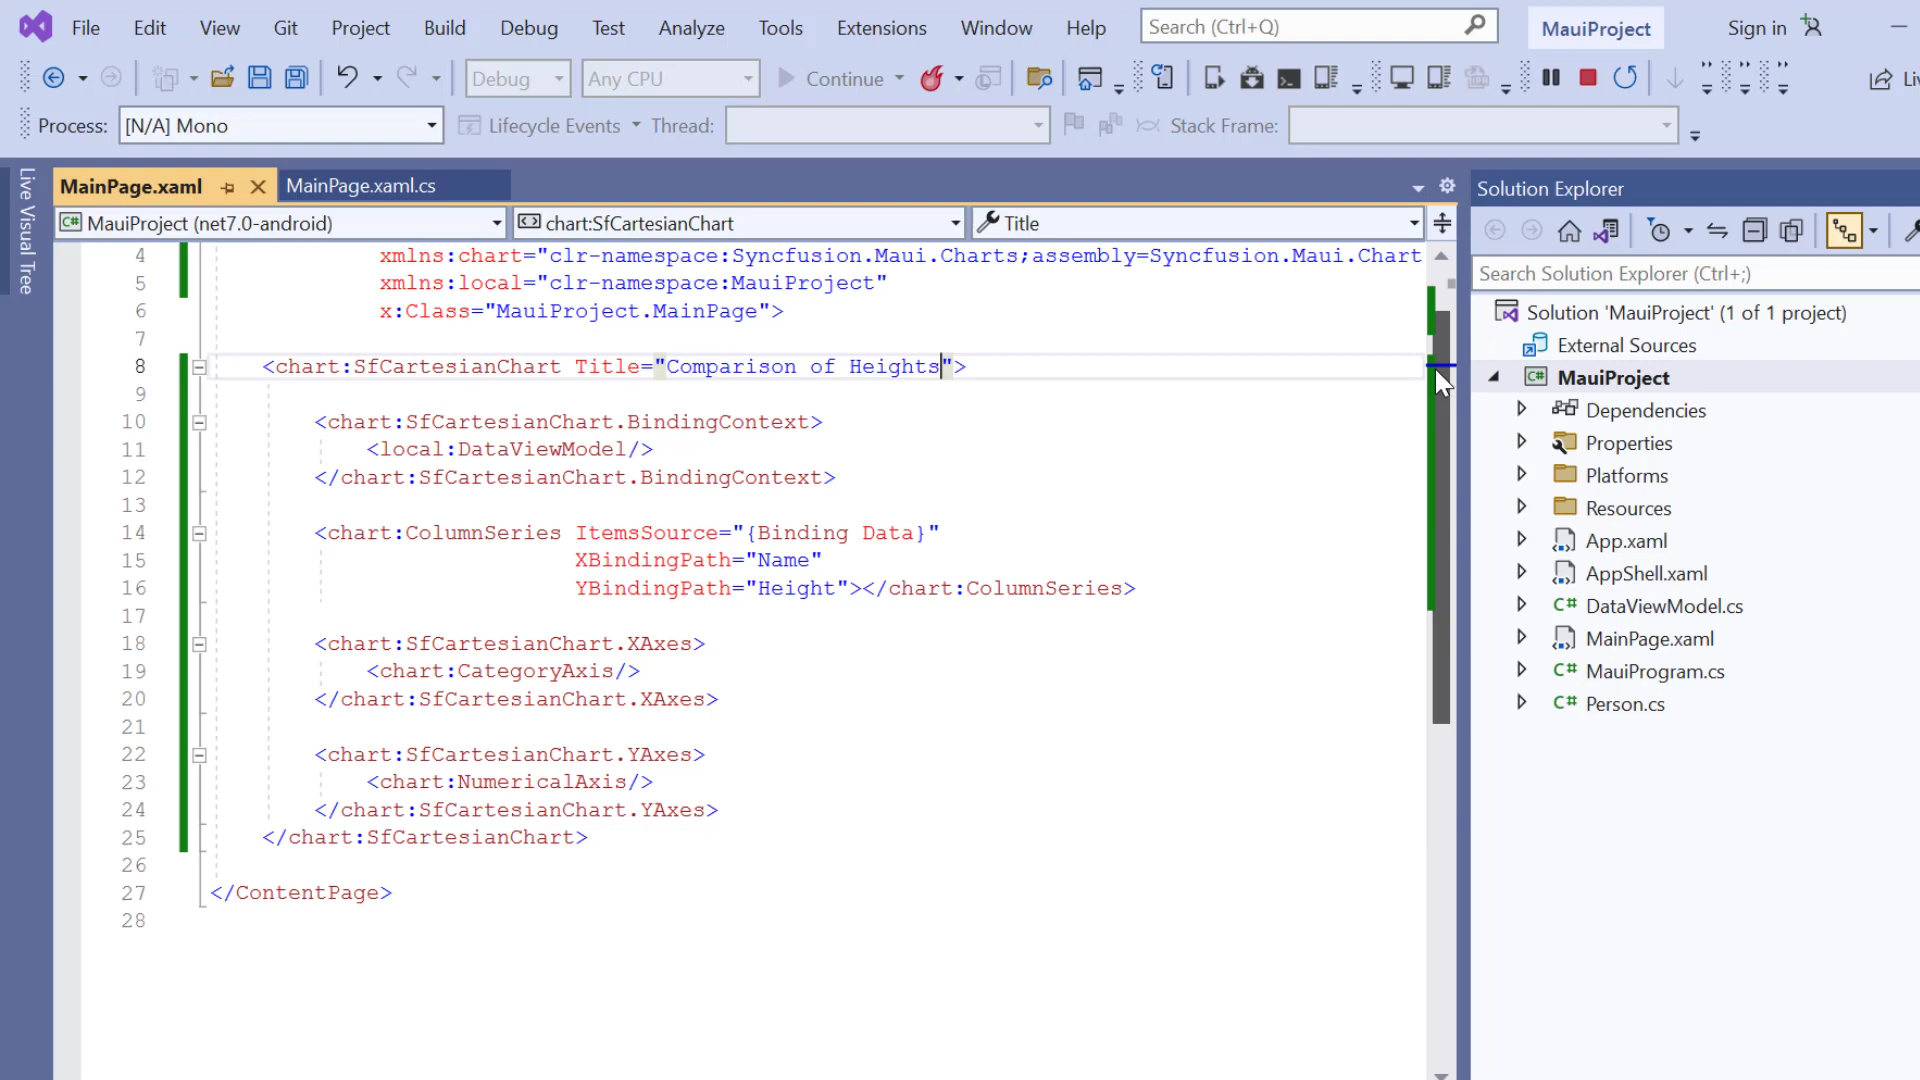 File Edit View Git Project Build Debug Test Analyze Tools Extensions Window Help Search (Ctrl+Q) MauiProject Sign in
Debug Any CPU Continue
Process: [N/A] Mono Lifecycle Events Thread: Stack Frame:
Live Visual Tree
MainPage.xaml MainPage.xaml.cs
MauiProject (net7.0-android) chart:SfCartesianChart Title
4 xmlns:chart="clr-namespace:Syncfusion.Maui.Charts;assembly=Syncfusion.Maui.Chart
5 xmlns:local="clr-namespace:MauiProject"
6 x:Class="MauiProject.MainPage">
7
8 <chart:SfCartesianChart Title="Comparison of Heights">
9
10 <chart:SfCartesianChart.BindingContext>
11 <local:DataViewModel/>
12 </chart:SfCartesianChart.BindingContext>
13
14 <chart:ColumnSeries ItemsSource="{Binding Data}"
15 XBindingPath="Name"
16 YBindingPath="Height"></chart:ColumnSeries>
17
18 <chart:SfCartesianChart.XAxes>
19 <chart:CategoryAxis/>
20 </chart:SfCartesianChart.XAxes>
21
22 <chart:SfCartesianChart.YAxes>
23 <chart:NumericalAxis/>
24 </chart:SfCartesianChart.YAxes>
25 </chart:SfCartesianChart>
26
27 </ContentPage>
28
Solution Explorer
Search Solution Explorer (Ctrl+;)
Solution 'MauiProject' (1 of 1 project)
External Sources
MauiProject
Dependencies
Properties
Platforms
Resources
App.xaml
AppShell.xaml
C# DataViewModel.cs
MainPage.xaml
C# MauiProgram.cs
C# Person.cs